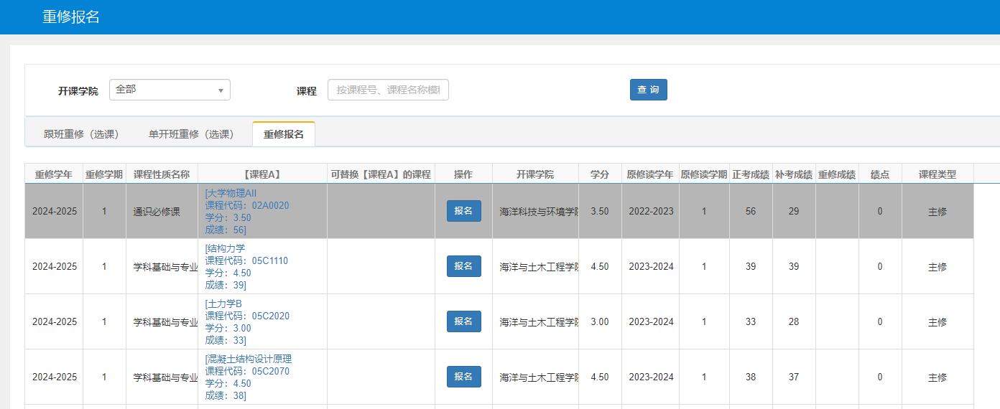 重修报名
开课学院 全部 课程 按课程号、课程名称模 查 询
跟班重修（选课） 单开班重修（选课） 重修报名
重修学年 重修学期 课程性质名称 【课程A】 可替换【课程A】的课程 操作 开课学院 学分 原修读学年 原修读学期 正考成绩 补考成绩 重修成绩 绩点 课程类型
[大学物理AII
课程代码：02A0020
学分：3.50
成绩：56]
2024-2025 1 通识必修课 报名 海洋科技与环境学院 3.50 2022-2023 1 56 29 0 主修
[结构力学
课程代码：05C1110
学分：4.50
成绩：39]
2024-2025 1 学科基础与专业 报名 海洋与土木工程学院 4.50 2023-2024 1 39 39 0 主修
[土力学B
课程代码：05C2020
学分：3.00
成绩：33]
2024-2025 1 学科基础与专业 报名 海洋与土木工程学院 3.00 2023-2024 1 33 28 0 主修
[混凝土结构设计原理
课程代码：05C2070
学分：4.50
成绩：38]
2024-2025 1 学科基础与专业 报名 海洋与土木工程学院 4.50 2023-2024 1 38 37 0 主修